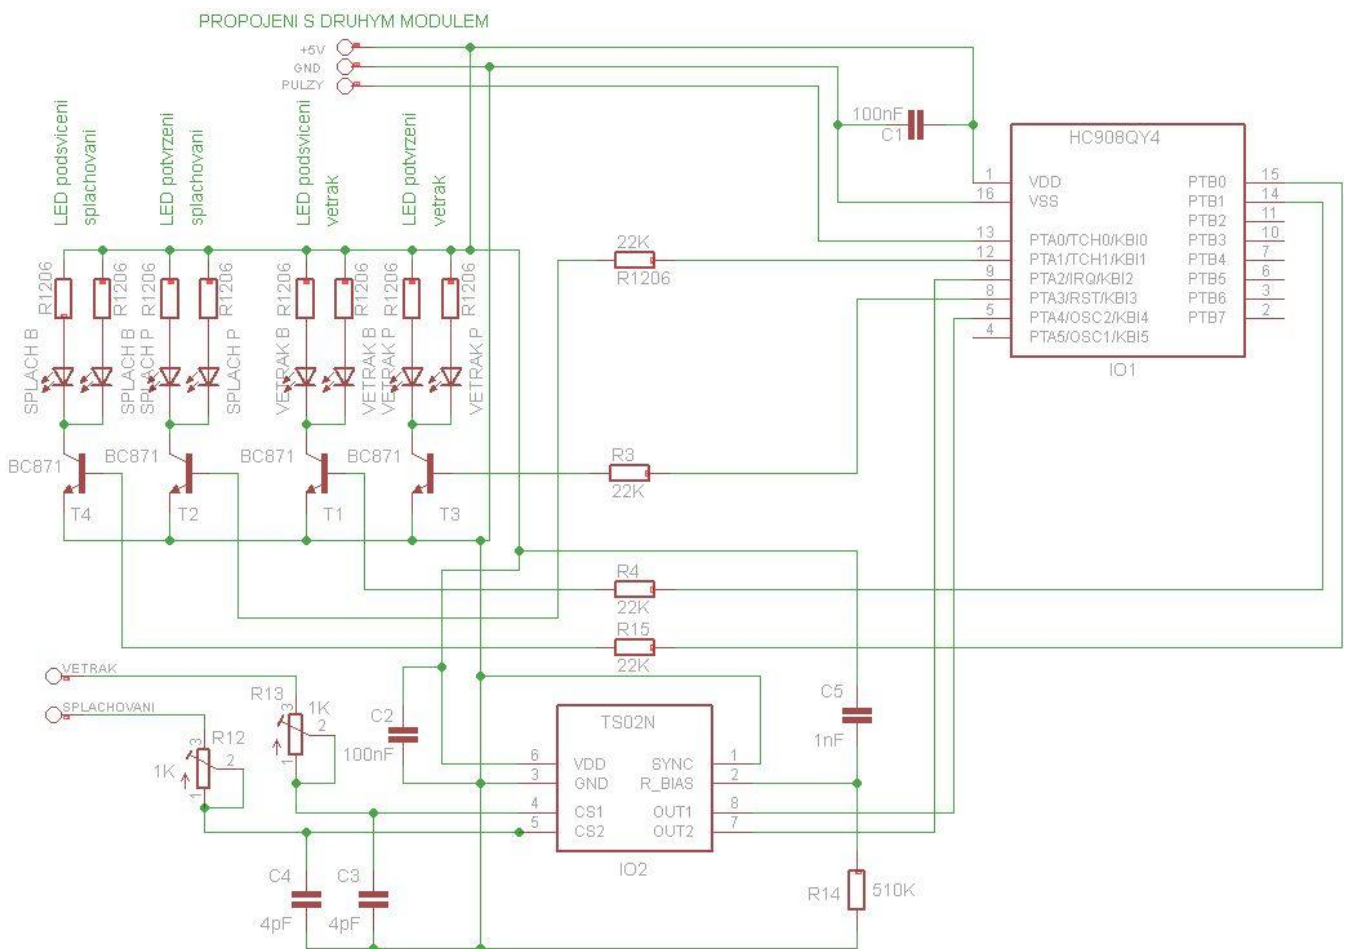 PROPOJENI S DRUHYM MODULEM
+5V
GND
PULZY
LED podsviceni
splachovani
LED potvrzeni
splachovani
LED podsviceni
vetrak
LED potvrzeni
vetrak
100nF
C1
HC908QY4
1 VDD
16 VSS
13 PTA0/TCH0/KBI0
12 PTA1/TCH1/KBI1
9 PTA2/IRQ/KBI2
8 PTA3/RST/KBI3
5 PTA4/OSC2/KBI4
4 PTA5/OSC1/KBI5
PTB0 15
PTB1 14
PTB2 11
PTB3 10
PTB4 7
PTB5 6
PTB6 3
PTB7 2
IO1
22K
R1206
R1206
R1206
R1206
R1206
R1206
R1206
R1206
R1206
SPLACH B
SPLACH B
SPLACH P
SPLACH P
VETRAK B
VETRAK B
VETRAK P
VETRAK P
BC871
T4
BC871
T2
BC871
T1
BC871
T3
R3
22K
R4
22K
R15
22K
VETRAK
SPLACHOVANI
R13
1K
3
2
1
R12
1K
3
2
1
C2
100nF
C5
1nF
TS02N
6 VDD
3 GND
4 CS1
5 CS2
SYNC 1
R_BIAS 2
OUT1 8
OUT2 7
IO2
C4
4pF
C3
4pF
R14
510K